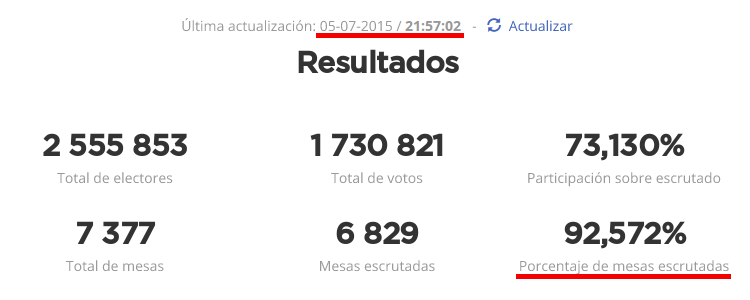 Última actualización: 05-07-2015 / 21:57:02 - Actualizar
Resultados
2 555 853 1 730 821 73,130%
Total de electores Total de votos Participación sobre escrutado
7 377 6 829 92,572%
Total de mesas Mesas escrutadas Porcentaje de mesas escrutadas